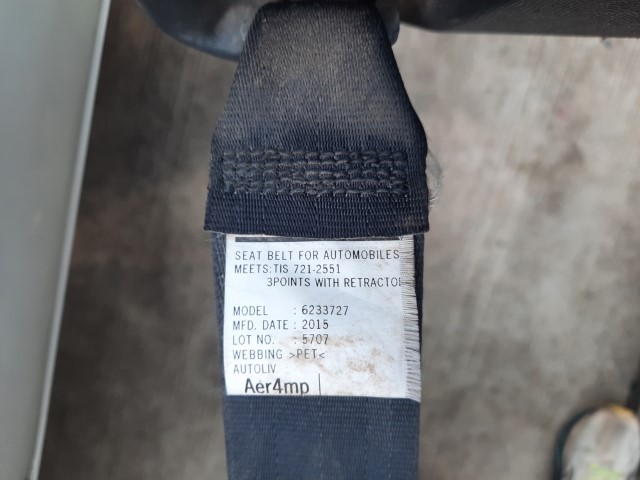 SEAT BELT FOR AUTOMOBILES
MEETS:TIS 721-2551
3POINTS WITH RETRACTO
MODEL : 6233727
MFD. DATE : 2015
LOT NO. : 5707
WEBBING >PET<
AUTOLIV
Aer4mp